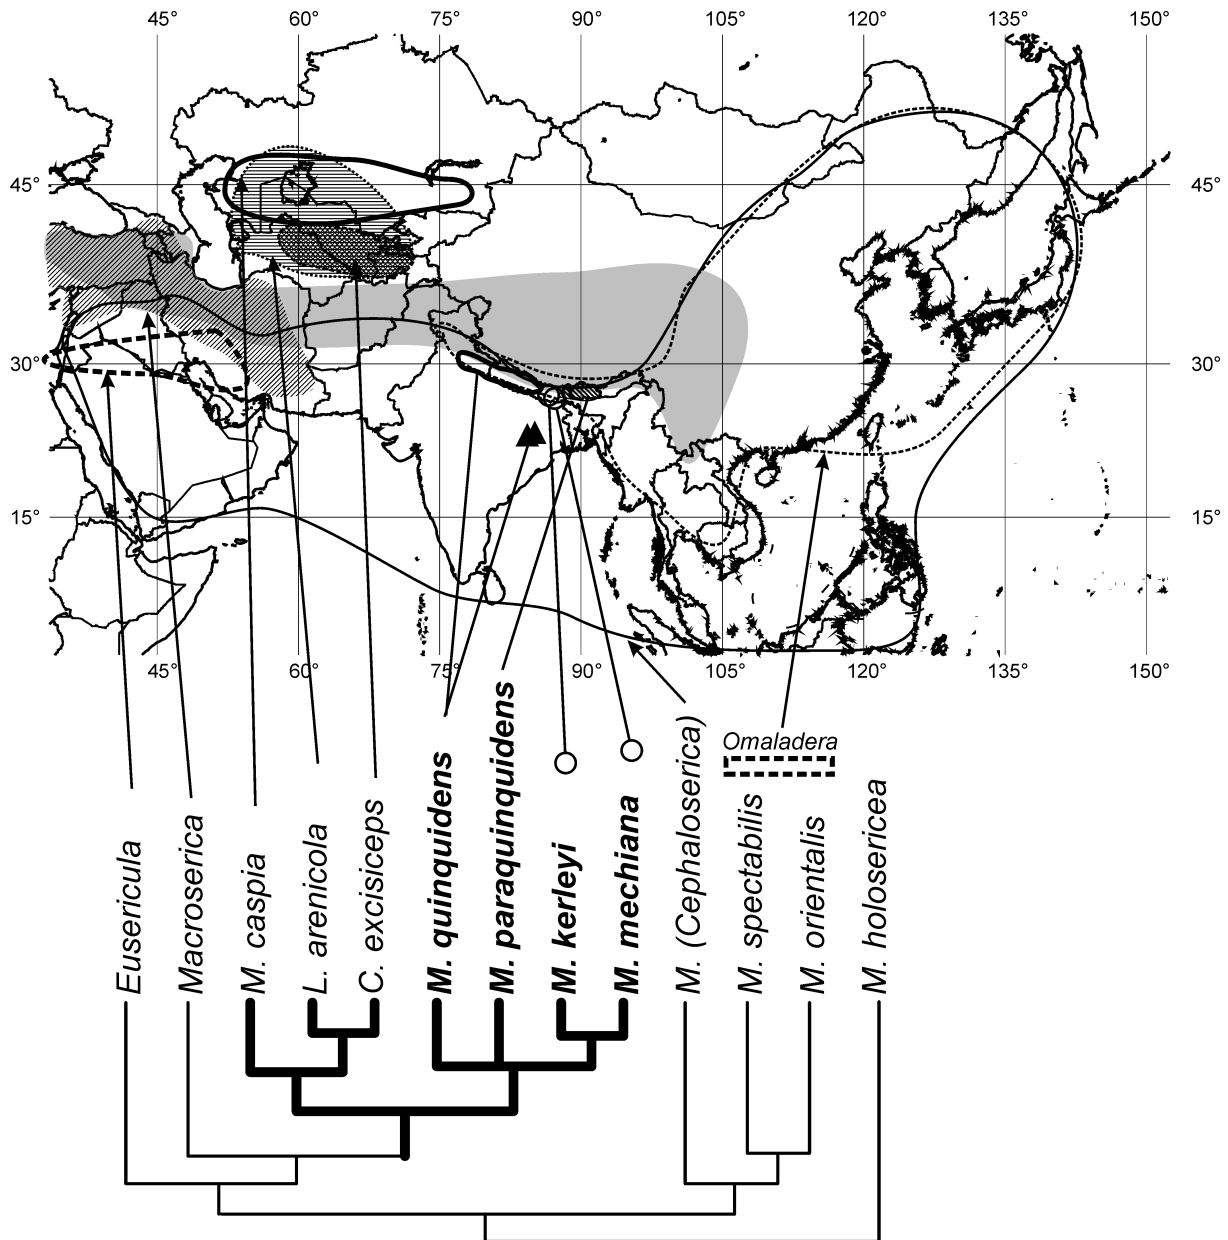 45° 60° 75° 90° 105° 120° 135° 150°
45° 45°
30° 30°
15° 15°
45° 60° 75° 90° 105° 120° 135° 150°
Omaladera
Eusericula
Macroserica
M. caspia
L. arenicola
C. excisiceps
M. quinquidens
M. paraquinquidens
M. kerleyi
M. mechiana
M. (Cephaloserica)
M. spectabilis
M. orientalis
M. holosericea